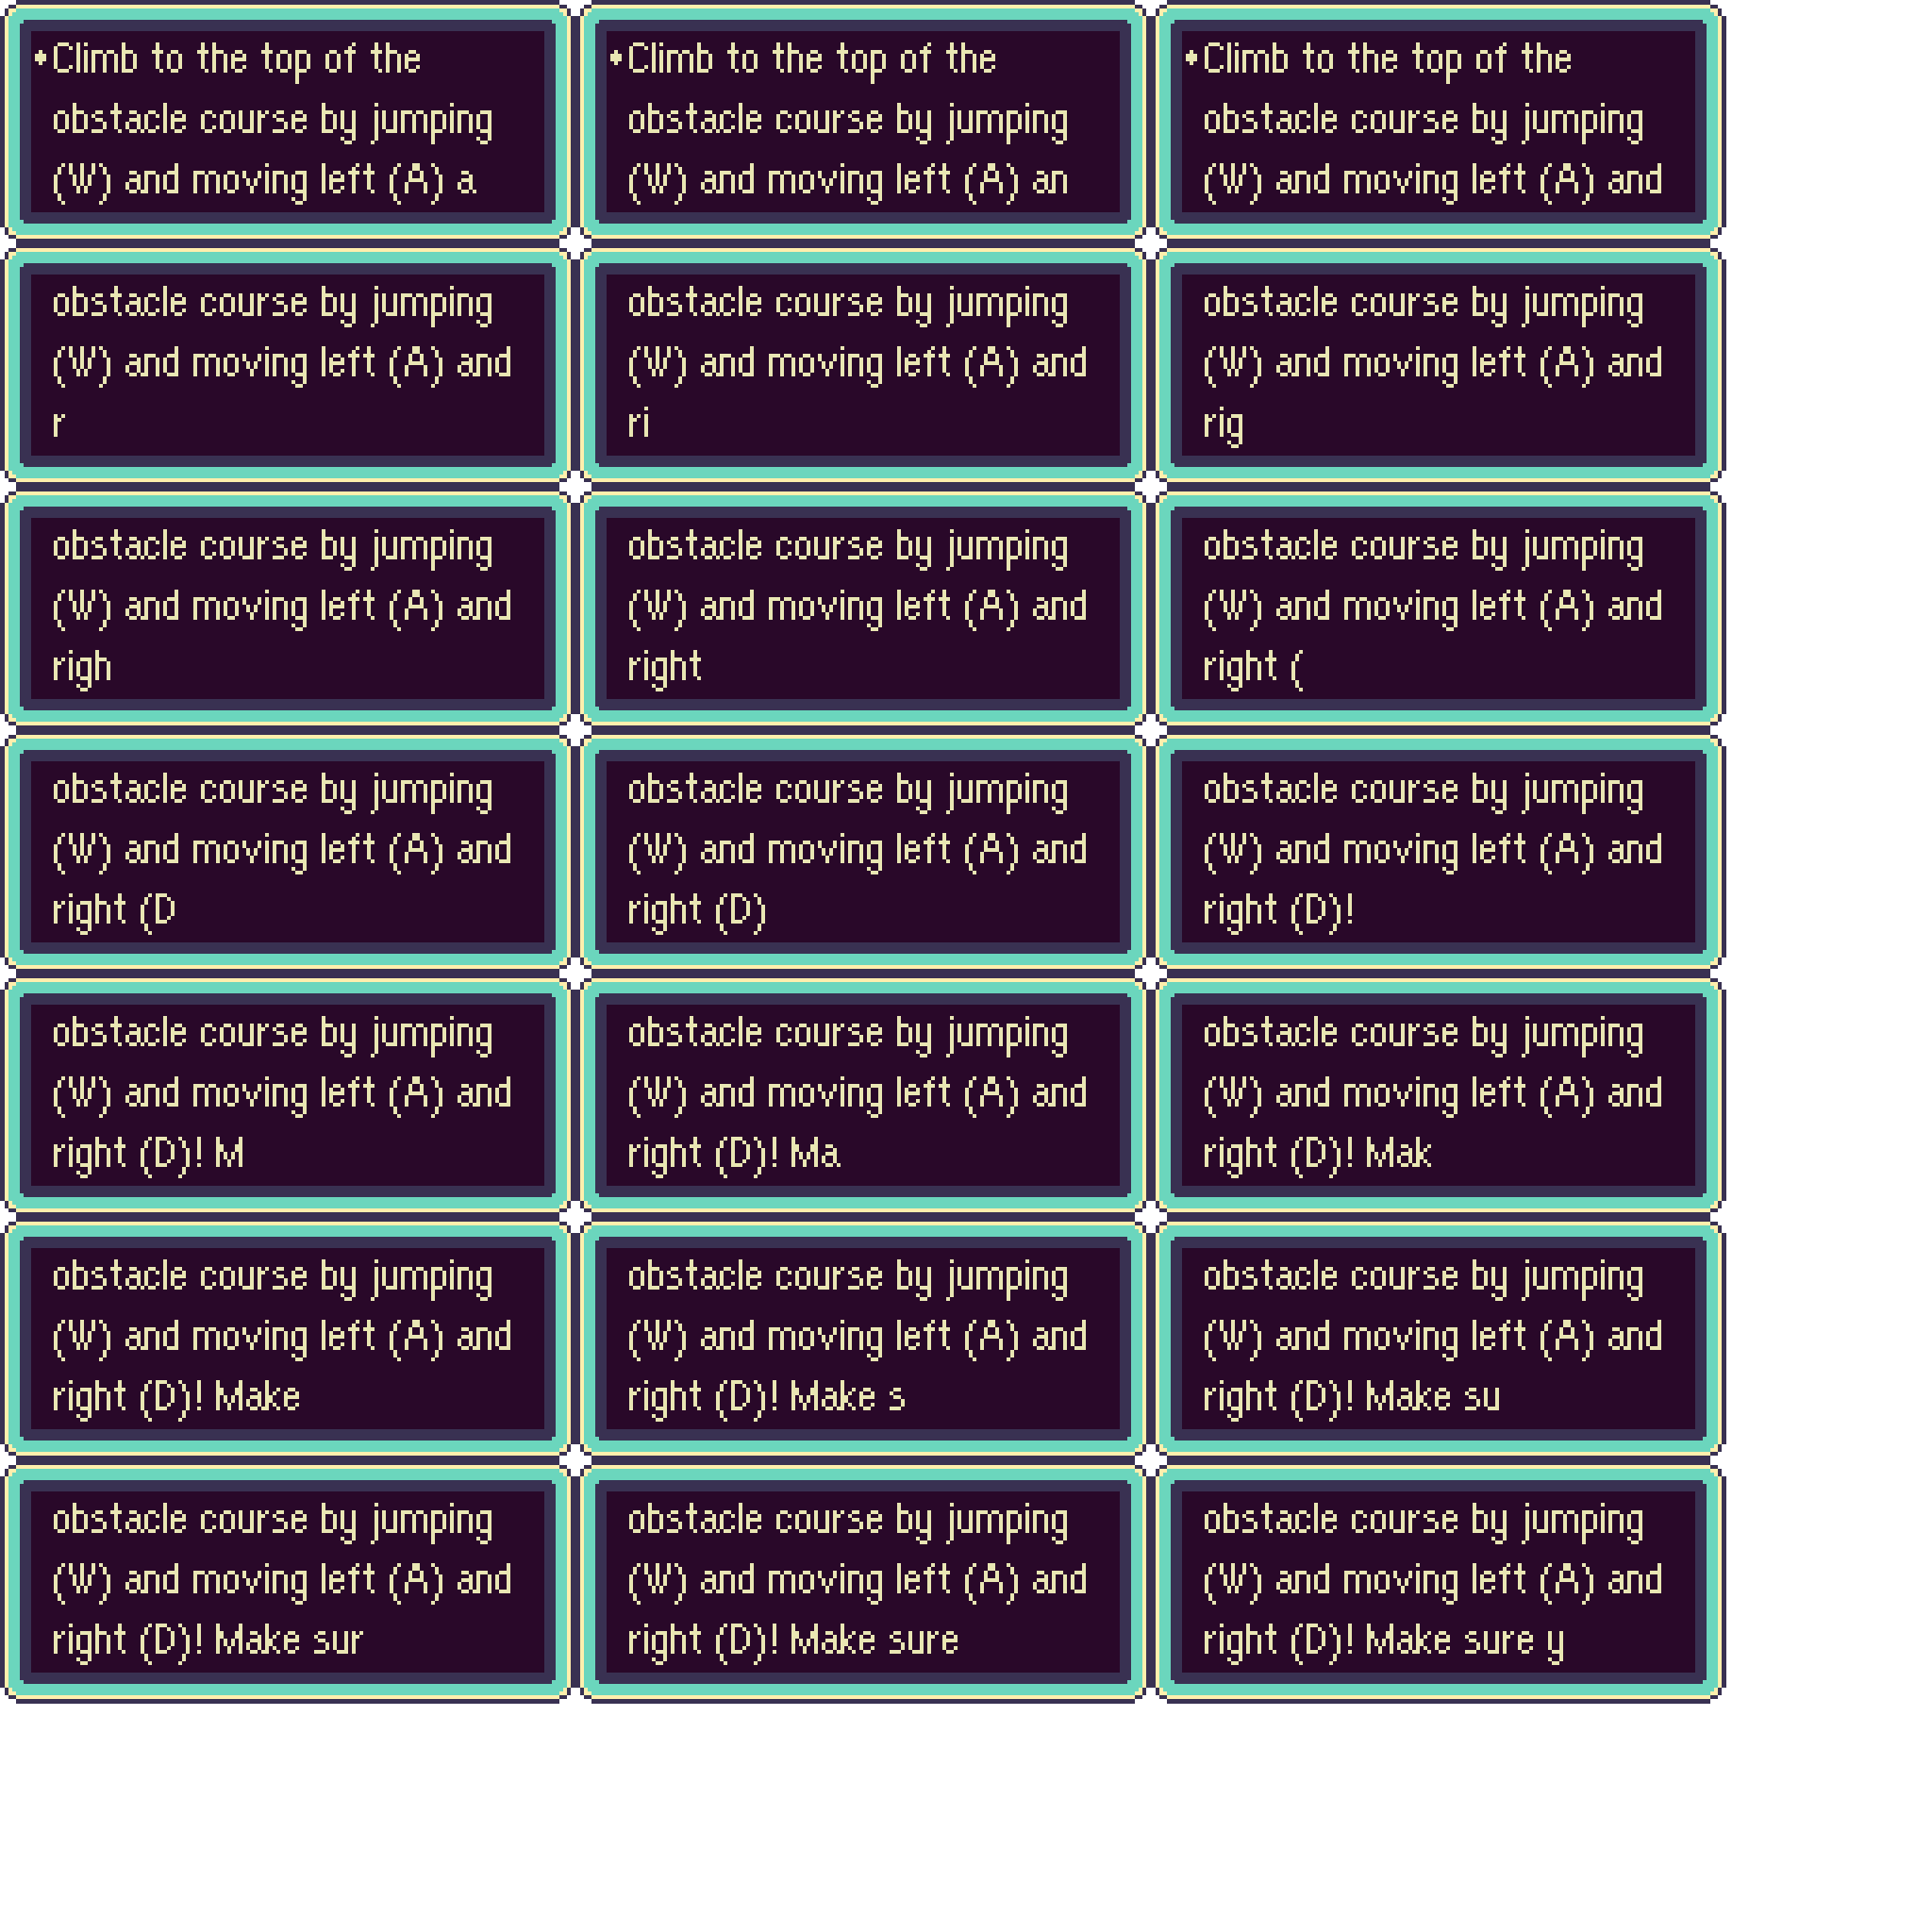 •Climb to the top of the
obstacle course by jumping
(W) and moving left (A) a
•Climb to the top of the
obstacle course by jumping
(W) and moving left (A) an
•Climb to the top of the
obstacle course by jumping
(W) and moving left (A) and
obstacle course by jumping
(W) and moving left (A) and
r
obstacle course by jumping
(W) and moving left (A) and
ri
obstacle course by jumping
(W) and moving left (A) and
rig
obstacle course by jumping
(W) and moving left (A) and
righ
obstacle course by jumping
(W) and moving left (A) and
right
obstacle course by jumping
(W) and moving left (A) and
right (
obstacle course by jumping
(W) and moving left (A) and
right (D
obstacle course by jumping
(W) and moving left (A) and
right (D)
obstacle course by jumping
(W) and moving left (A) and
right (D)!
obstacle course by jumping
(W) and moving left (A) and
right (D)! M
obstacle course by jumping
(W) and moving left (A) and
right (D)! Ma
obstacle course by jumping
(W) and moving left (A) and
right (D)! Mak
obstacle course by jumping
(W) and moving left (A) and
right (D)! Make
obstacle course by jumping
(W) and moving left (A) and
right (D)! Make s
obstacle course by jumping
(W) and moving left (A) and
right (D)! Make su
obstacle course by jumping
(W) and moving left (A) and
right (D)! Make sur
obstacle course by jumping
(W) and moving left (A) and
right (D)! Make sure
obstacle course by jumping
(W) and moving left (A) and
right (D)! Make sure y